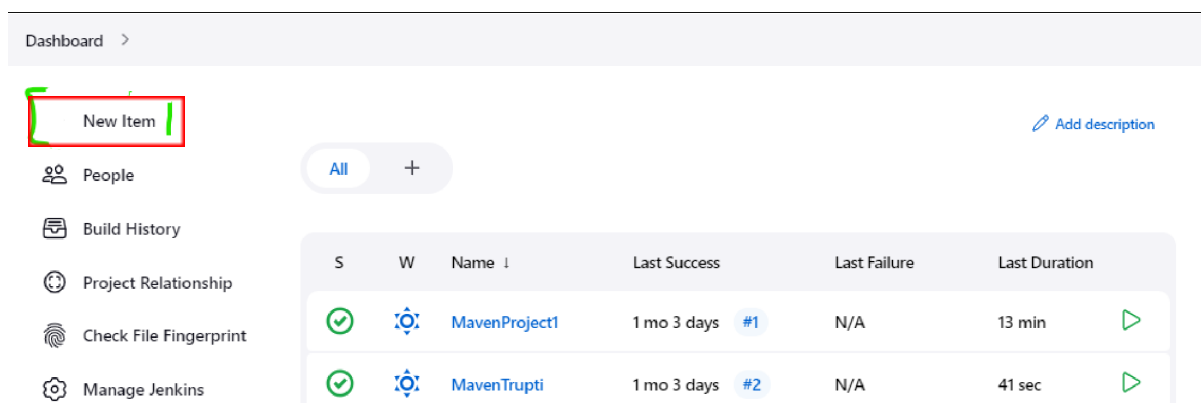 Dashboard >
New Item
Add description
People
All +
Build History
S W Name ↓ Last Success Last Failure Last Duration
Project Relationship
MavenProject1 1 mo 3 days #1 N/A 13 min
Check File Fingerprint
MavenTrupti 1 mo 3 days #2 N/A 41 sec
Manage Jenkins